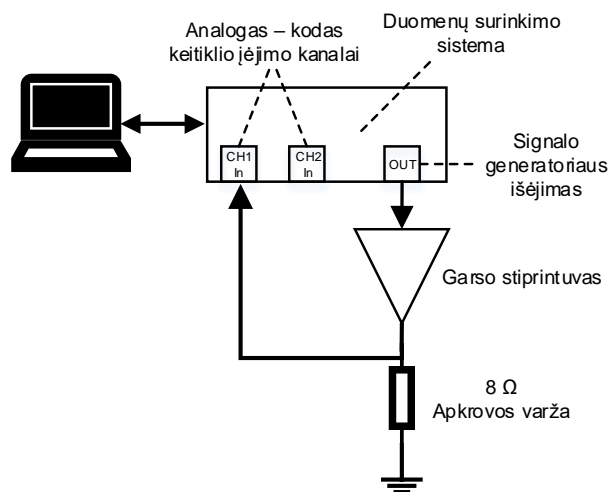 Analogas – kodas
keitiklio įėjimo kanalai
Duomenų surinkimo
sistema
CH1
In
CH2
In
OUT
Signalo
generatoriaus
išėjimas
Garso stiprintuvas
8 Ω
Apkrovos varža